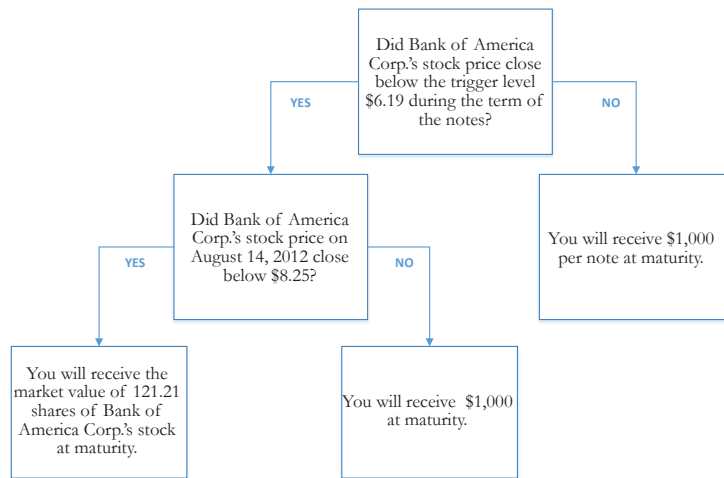 Did Bank of America
Corp.'s stock price close
below the trigger level
$6.19 during the term of
the notes?
YES
NO
Did Bank of America
Corp.'s stock price on
August 14, 2012 close
below $8.25?
You will receive $1,000
per note at maturity.
YES
NO
You will receive the
market value of 121.21
shares of Bank of
America Corp.'s stock
at maturity.
You will receive $1,000
at maturity.